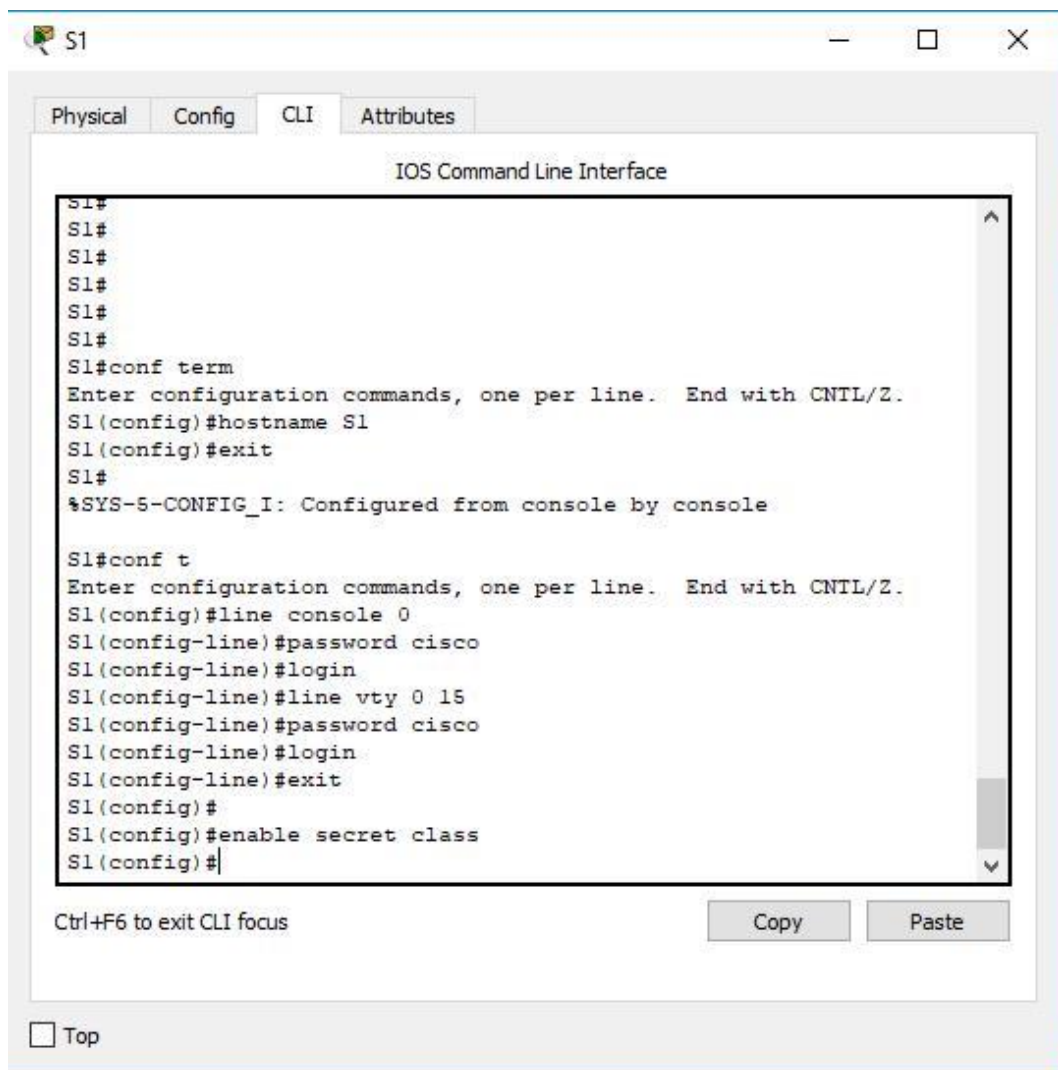 S1
Physical Config CLI Attributes
IOS Command Line Interface
S1#
S1#
S1#
S1#
S1#
S1#
S1#conf term
Enter configuration commands, one per line.  End with CNTL/Z.
S1(config)#hostname S1
S1(config)#exit
S1#
%SYS-5-CONFIG_I: Configured from console by console
S1#conf t
Enter configuration commands, one per line.  End with CNTL/Z.
S1(config)#line console 0
S1(config-line)#password cisco
S1(config-line)#login
S1(config-line)#line vty 0 15
S1(config-line)#password cisco
S1(config-line)#login
S1(config-line)#exit
S1(config)#
S1(config)#enable secret class
S1(config)#
Ctrl+F6 to exit CLI focus
Copy
Paste
Top